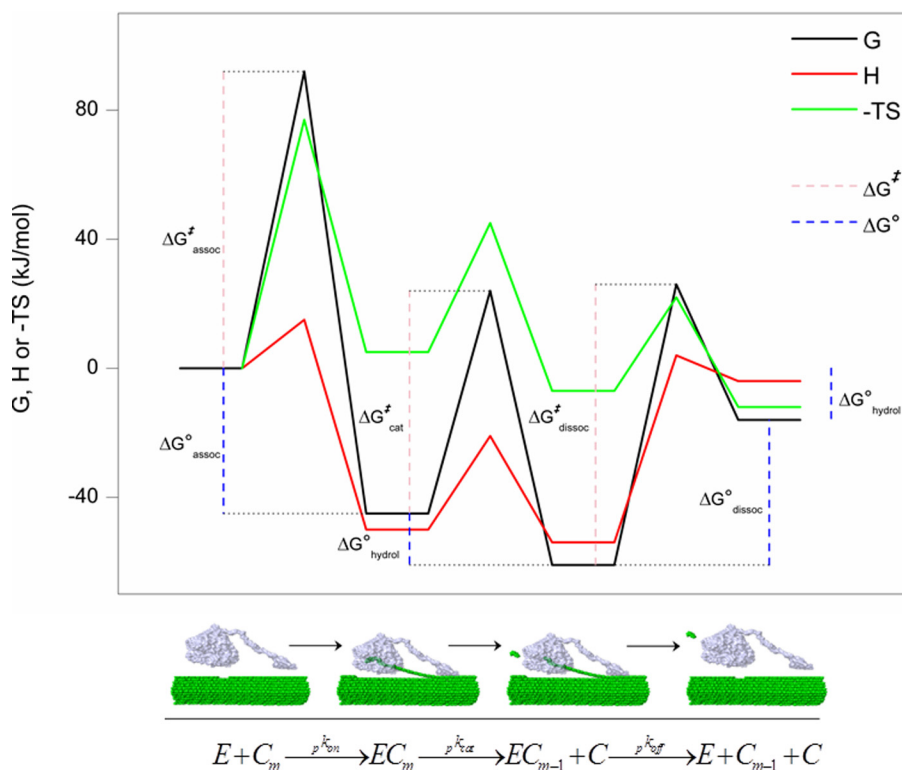 G
H
-TS
ΔG‡
ΔG°
80
40
0
-40
G, H or -TS (kJ/mol)
ΔG‡assoc
ΔG°assoc
ΔG‡cat
ΔG°hydrol
ΔG‡dissoc
ΔG°dissoc
ΔG°hydrol
E + Cm —pkon→ ECm —pkcat→ ECm−1 + C —pkoff→ E + Cm−1 + C